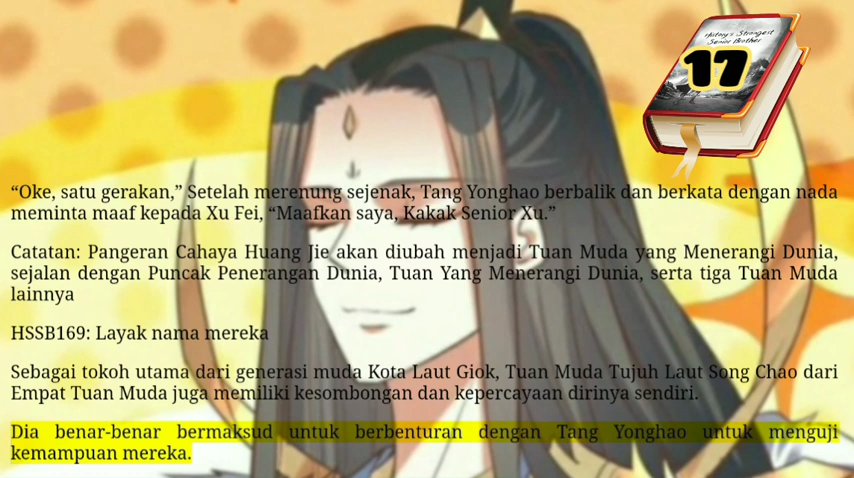 History's Strongest
Senior Brother
17
“Oke, satu gerakan,” Setelah merenung sejenak, Tang Yonghao berbalik dan berkata dengan nada
meminta maaf kepada Xu Fei, “Maafkan saya, Kakak Senior Xu.”
Catatan: Pangeran Cahaya Huang Jie akan diubah menjadi Tuan Muda yang Menerangi Dunia,
sejalan dengan Puncak Penerangan Dunia, Tuan Yang Menerangi Dunia, serta tiga Tuan Muda
lainnya
HSSB169: Layak nama mereka
Sebagai tokoh utama dari generasi muda Kota Laut Giok, Tuan Muda Tujuh Laut Song Chao dari
Empat Tuan Muda juga memiliki kesombongan dan kepercayaan dirinya sendiri.
Dia benar-benar bermaksud untuk berbenturan dengan Tang Yonghao untuk menguji
kemampuan mereka.